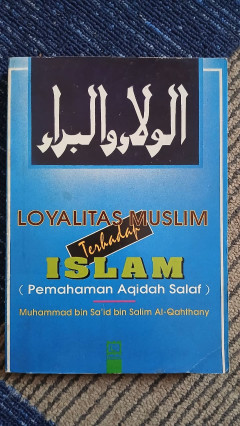 الولاء والبراء
LOYALITAS MUSLIM
Terhadap
ISLAM
( Pemahaman Aqidah Salaf )
Muhammad bin Sa'id bin Salim Al-Qahthany